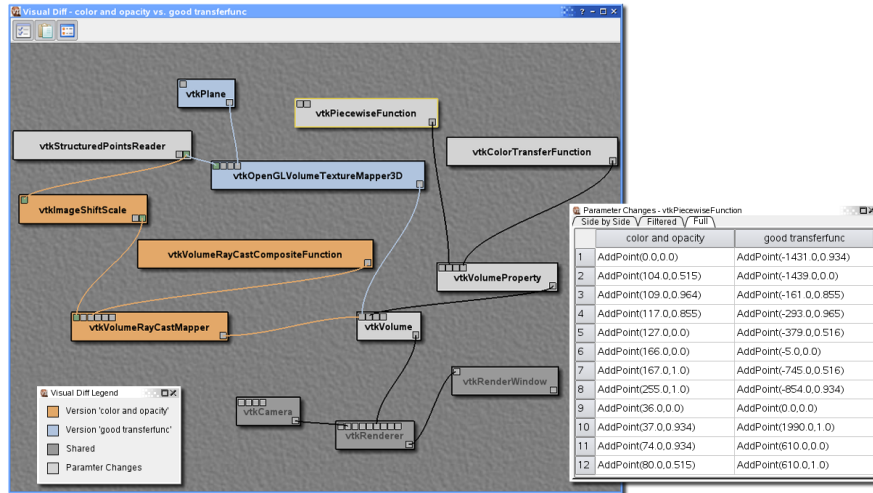 Visual Diff - color and opacity vs. good transferfunc
vtkPlane
vtkPiecewiseFunction
vtkStructuredPointsReader
vtkColorTransferFunction
vtkOpenGLVolumeTextureMapper3D
vtkImageShiftScale
vtkVolumeRayCastCompositeFunction
vtkVolumeProperty
vtkVolumeRayCastMapper
vtkVolume
vtkRenderWindow
vtkCamera
vtkRenderer
Visual Diff Legend
Version 'color and opacity'
Version 'good transferfunc'
Shared
Paramter Changes
Parameter Changes - vtkPiecewiseFunction
Side by Side Filtered Full
color and opacity good transferfunc
1 AddPoint(0.0,0.0) AddPoint(-1431.0,0.934)
2 AddPoint(104.0,0.515) AddPoint(-1439.0,0.0)
3 AddPoint(109.0,0.964) AddPoint(-161.0,0.855)
4 AddPoint(117.0,0.855) AddPoint(-293.0,0.965)
5 AddPoint(127.0,0.0) AddPoint(-379.0,0.516)
6 AddPoint(166.0,0.0) AddPoint(-5.0,0.0)
7 AddPoint(167.0,1.0) AddPoint(-745.0,0.516)
8 AddPoint(255.0,1.0) AddPoint(-854.0,0.934)
9 AddPoint(36.0,0.0) AddPoint(0.0,0.0)
10 AddPoint(37.0,0.934) AddPoint(1990.0,1.0)
11 AddPoint(74.0,0.934) AddPoint(610.0,0.0)
12 AddPoint(80.0,0.515) AddPoint(610.0,1.0)